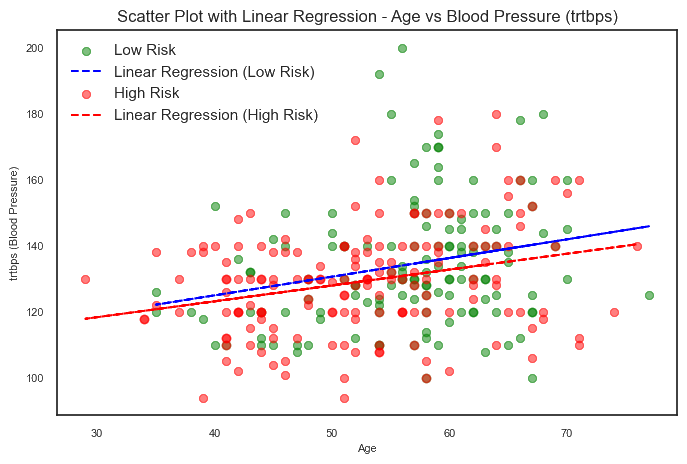 Scatter Plot with Linear Regression - Age vs Blood Pressure (trtbps)
Low Risk
Linear Regression (Low Risk)
High Risk
Linear Regression (High Risk)
trtbps (Blood Pressure)
200
180
160
140
120
100
30 40 50 60 70
Age